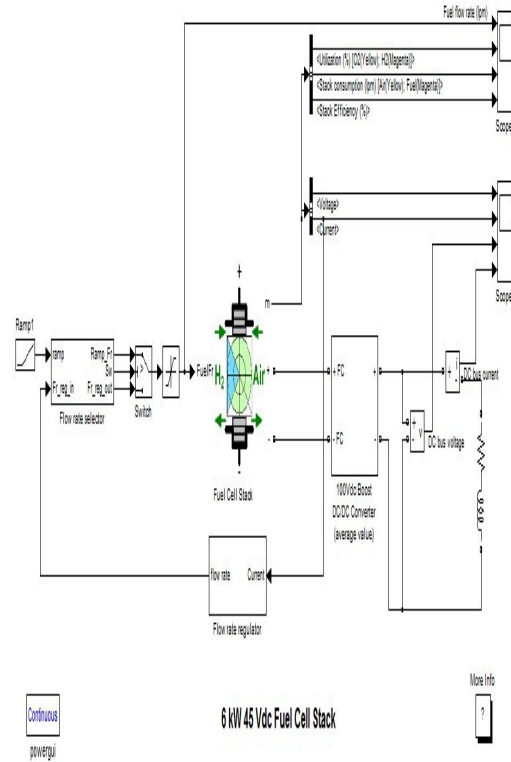 Fuel flow rate (lpm)
<Utilization (%) [O2(Yellow); H2(Magenta)]>
<Stack consumption (lpm) [Air(Yellow); Fuel(Magenta)]>
<Stack Efficiency (%)>
Scope
<Voltage>
<Current>
Scope
+
m
Ramp1
ramp
Fr_reg_in
Ramp_Fr
Sw
Fr_reg_out
Flow rate selector
>
Switch
FuelFr
H2
Air
+
-
-
Fuel Cell Stack
+ FC
- FC
+
-
100Vdc Boost
DC/DC Converter
(average value)
+
i
-
DC bus current
+
v
-
DC bus voltage
flow rate
Current
Flow rate regulator
More Info
?
Continuous
powergui
6 kW 45 Vdc Fuel Cell Stack